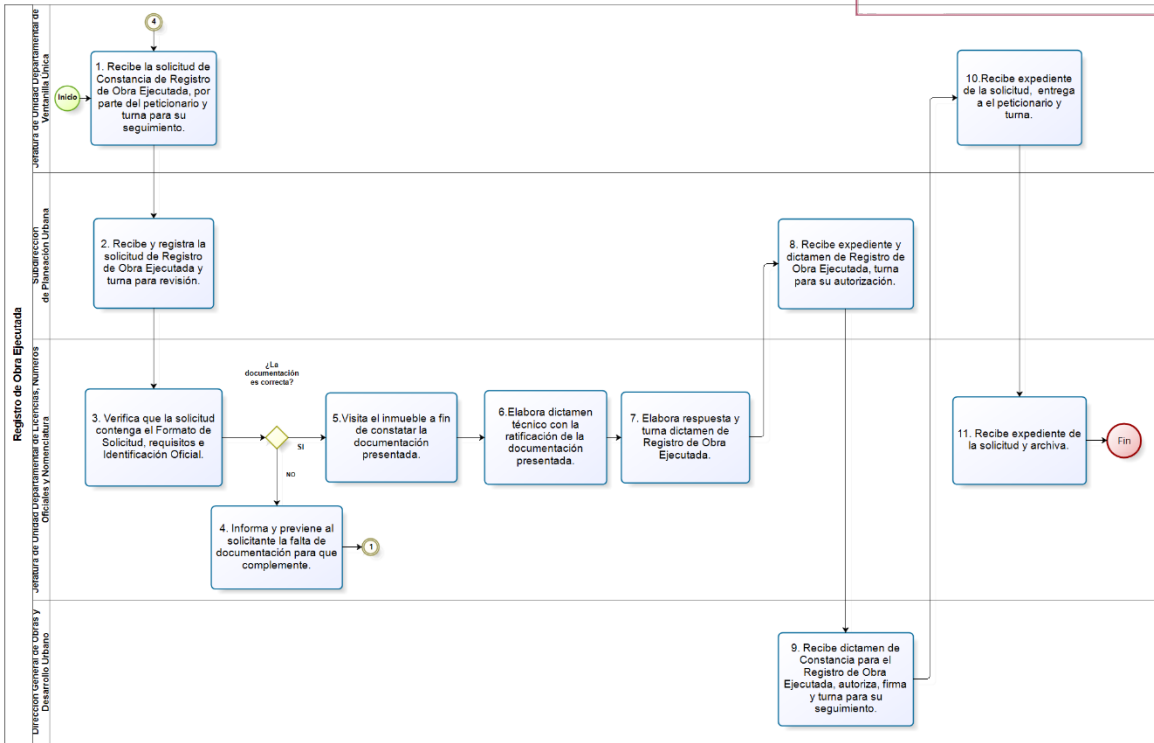 Registro de Obra Ejecutada
Jefatura de Unidad Departamental de
Ventanilla Única
4
Inicio
1. Recibe la solicitud de
Constancia de Registro
de Obra Ejecutada, por
parte del peticionario y
turna para su
seguimiento.
10.Recibe expediente
de la solicitud, entrega
a el peticionario y
turna.
Subdirección
de Planeación Urbana
2. Recibe y registra la
solicitud de Registro
de Obra Ejecutada y
turna para revisión.
8. Recibe expediente y
dictamen de Registro de
Obra Ejecutada, turna
para su autorización.
Jefatura de Unidad Departamental de Licencias, Números
Oficiales y Nomenclatura
3. Verifica que la solicitud
contenga el Formato de
Solicitud, requisitos e
Identificación Oficial.
¿La
documentación
es correcta?
SI
NO
5.Visita el inmueble a fin
de constatar la
documentación
presentada.
6.Elabora dictamen
técnico con la
ratificación de la
documentación
presentada.
7. Elabora respuesta y
turna dictamen de
Registro de Obra
Ejecutada.
11. Recibe expediente de
la solicitud y archiva.
Fin
4. Informa y previene al
solicitante la falta de
documentación para que
complemente.
1
Dirección General de Obras y
Desarrollo Urbano
9. Recibe dictamen de
Constancia para el
Registro de Obra
Ejecutada, autoriza, firma
y turna para su
seguimiento.